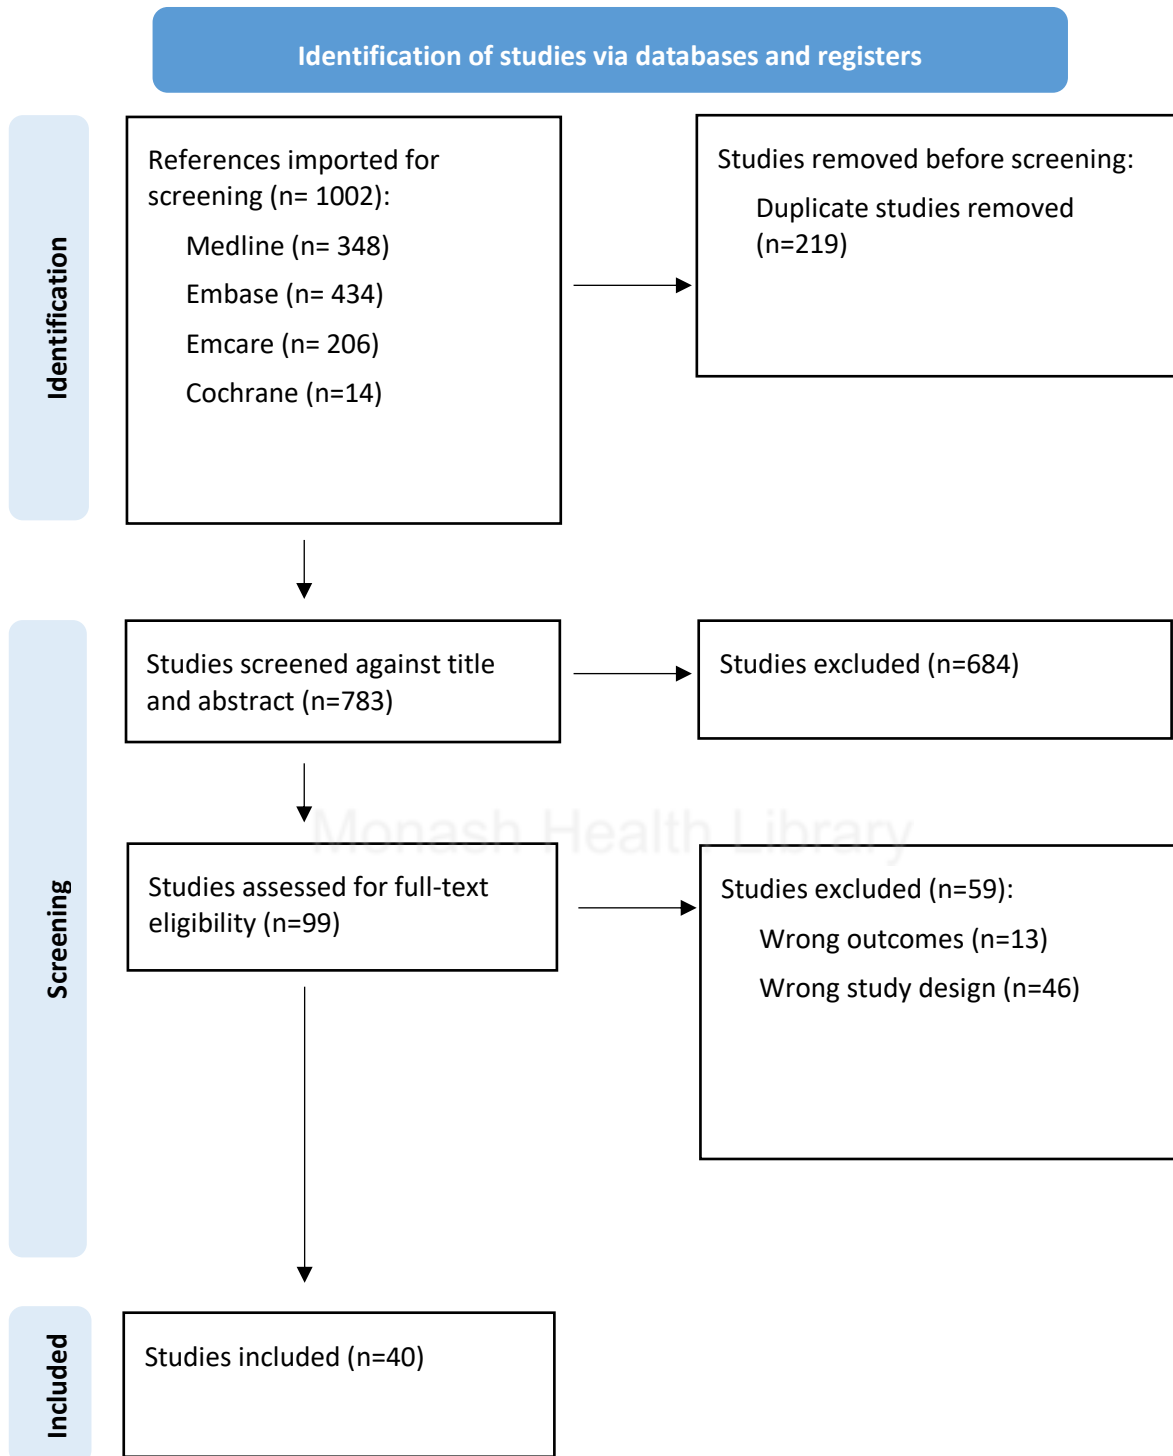 Identification of studies via databases and registers
Identification
References imported for
screening (n= 1002):
Medline (n= 348)
Embase (n= 434)
Emcare (n= 206)
Cochrane (n=14)
Studies removed before screening:
Duplicate studies removed
(n=219)
Screening
Studies screened against title
and abstract (n=783)
Studies excluded (n=684)
Monash Health Library
Studies assessed for full-text
eligibility (n=99)
Studies excluded (n=59):
Wrong outcomes (n=13)
Wrong study design (n=46)
Included
Studies included (n=40)